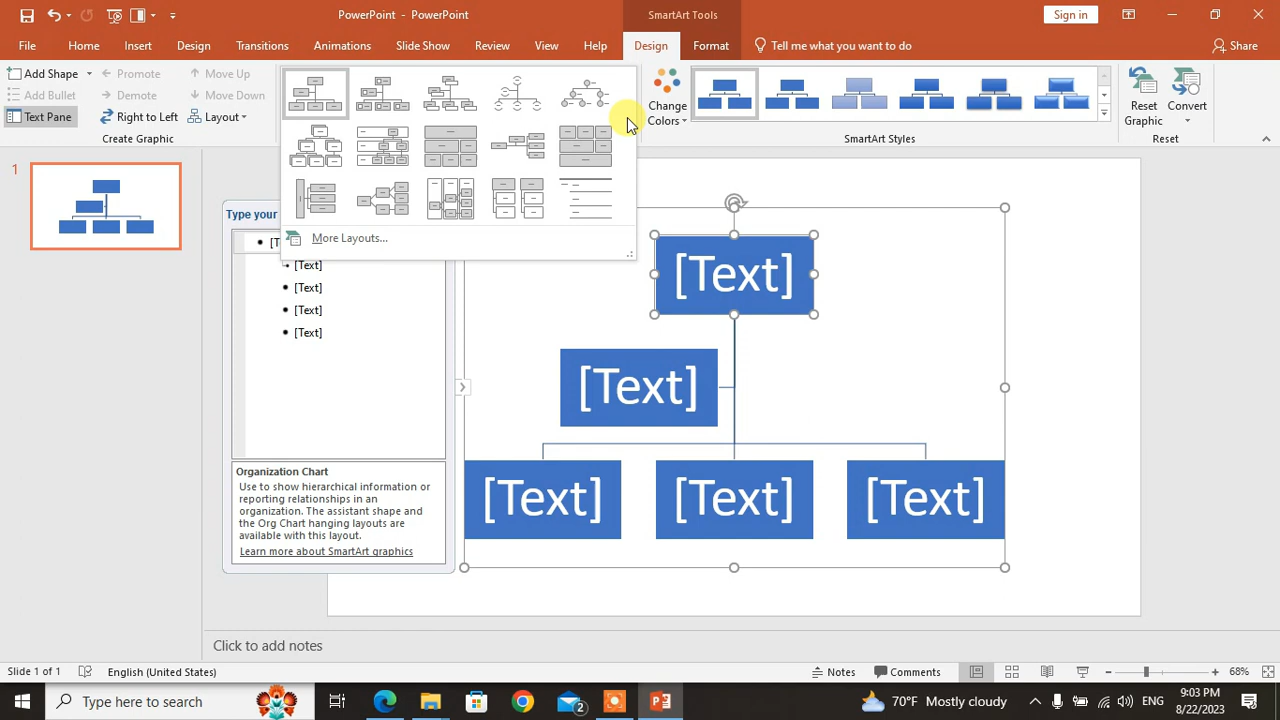 PowerPoint - PowerPoint
SmartArt Tools
Sign in
File
Home
Insert
Design
Transitions
Animations
Slide Show
Review
View
Help
Design
Format
Tell me what you want to do
Share
Add Shape
Promote
Move Up
Add Bullet
Demote
Move Down
Text Pane
Right to Left
Layout
Create Graphic
More Layouts...
Change
Colors
SmartArt Styles
Reset
Graphic
Convert
Reset
1
Type your
[T
[Text]
[Text]
[Text]
[Text]
Organization Chart
Use to show hierarchical information or
reporting relationships in an
organization. The assistant shape and
the Org Chart hanging layouts are
available with this layout.
Learn more about SmartArt graphics
[Text]
[Text]
[Text]
[Text]
[Text]
Click to add notes
Slide 1 of 1
English (United States)
Notes
Comments
68%
Type here to search
2
70°F Mostly cloudy
ENG
9:03 PM
8/22/2023